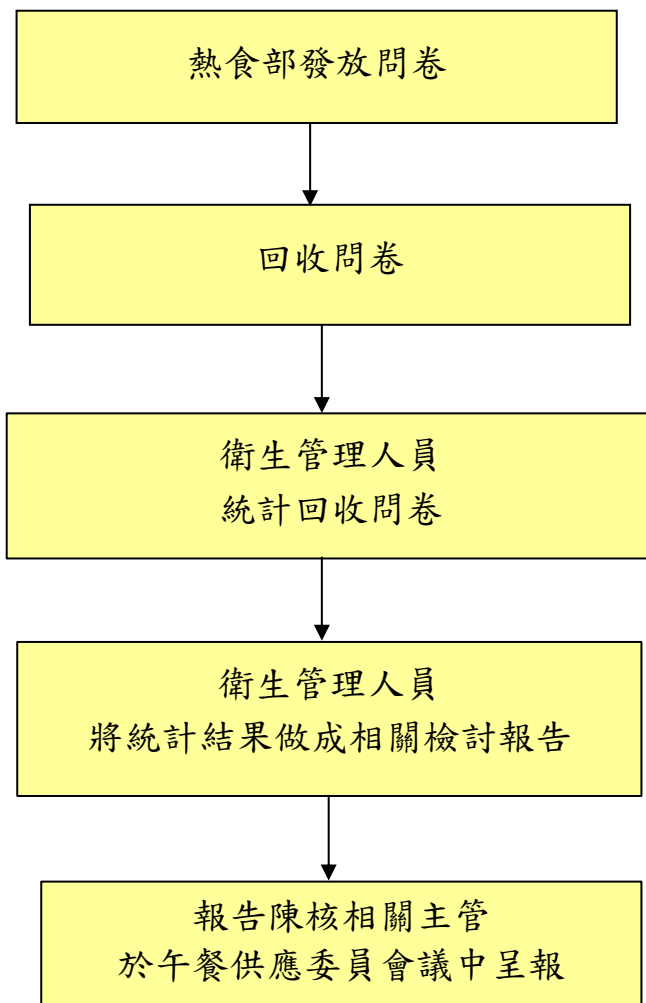 熱食部發放問卷
回收問卷
衛生管理人員
統計回收問卷
衛生管理人員
將統計結果做成相關檢討報告
報告陳核相關主管
於午餐供應委員會議中呈報